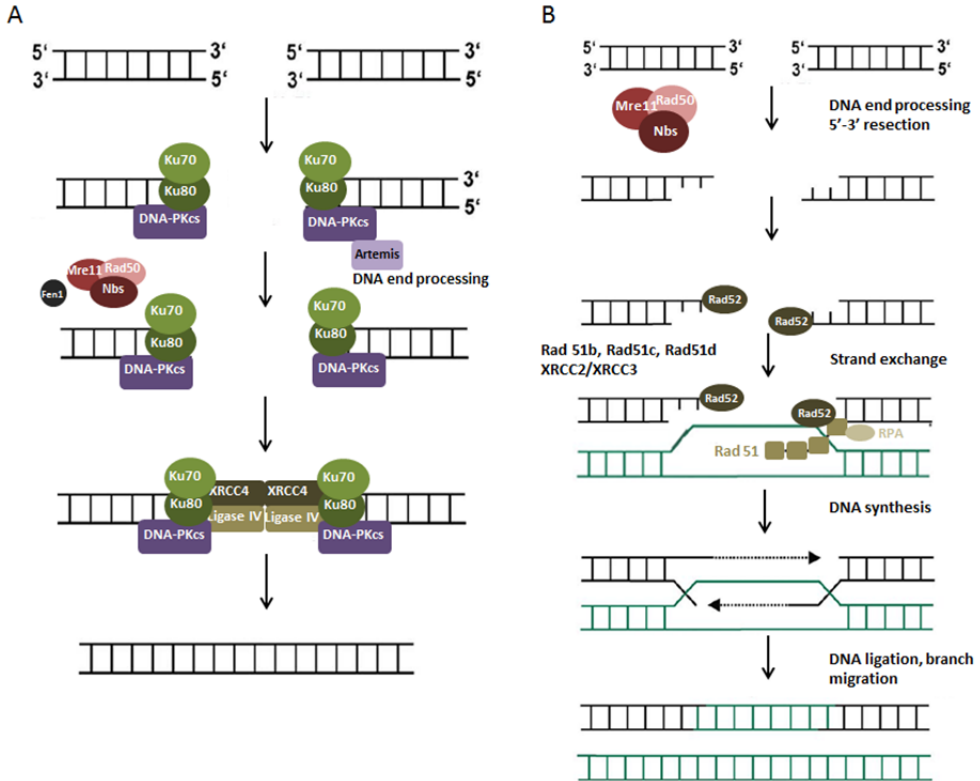 A
5‘ 3‘
3‘ 5‘
5‘ 3‘
3‘ 5‘
Ku70
Ku80
DNA-PKcs
Ku70
Ku80
DNA-PKcs
3‘
5‘
Artemis
DNA end processing
Fen1
Mre11
Rad50
Nbs
Ku70
Ku80
DNA-PKcs
Ku70
Ku80
DNA-PKcs
Ku70
Ku80
DNA-PKcs
XRCC4 XRCC4
Ligase IV Ligase IV
Ku70
Ku80
DNA-PKcs
B
5‘ 3‘
3‘ 5‘
5‘ 3‘
3‘ 5‘
Mre11
Rad50
Nbs
DNA end processing
5’-3’ resection
Rad52
Rad52
Rad 51b, Rad51c, Rad51d
XRCC2/XRCC3
Strand exchange
Rad52
Rad52
RPA
Rad 51
DNA synthesis
DNA ligation, branch
migration